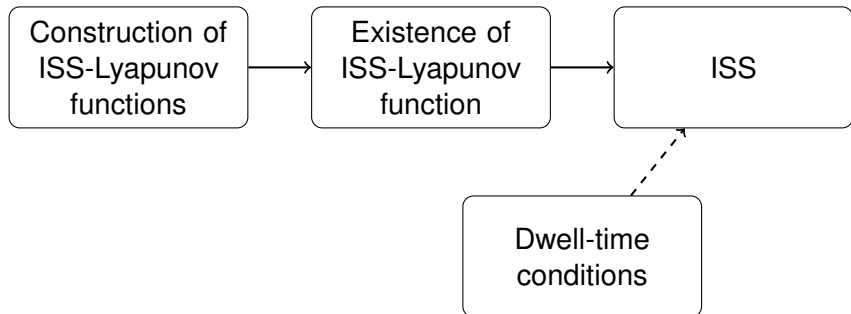 Construction of
ISS-Lyapunov
functions
Existence of
ISS-Lyapunov
function
ISS
Dwell-time
conditions